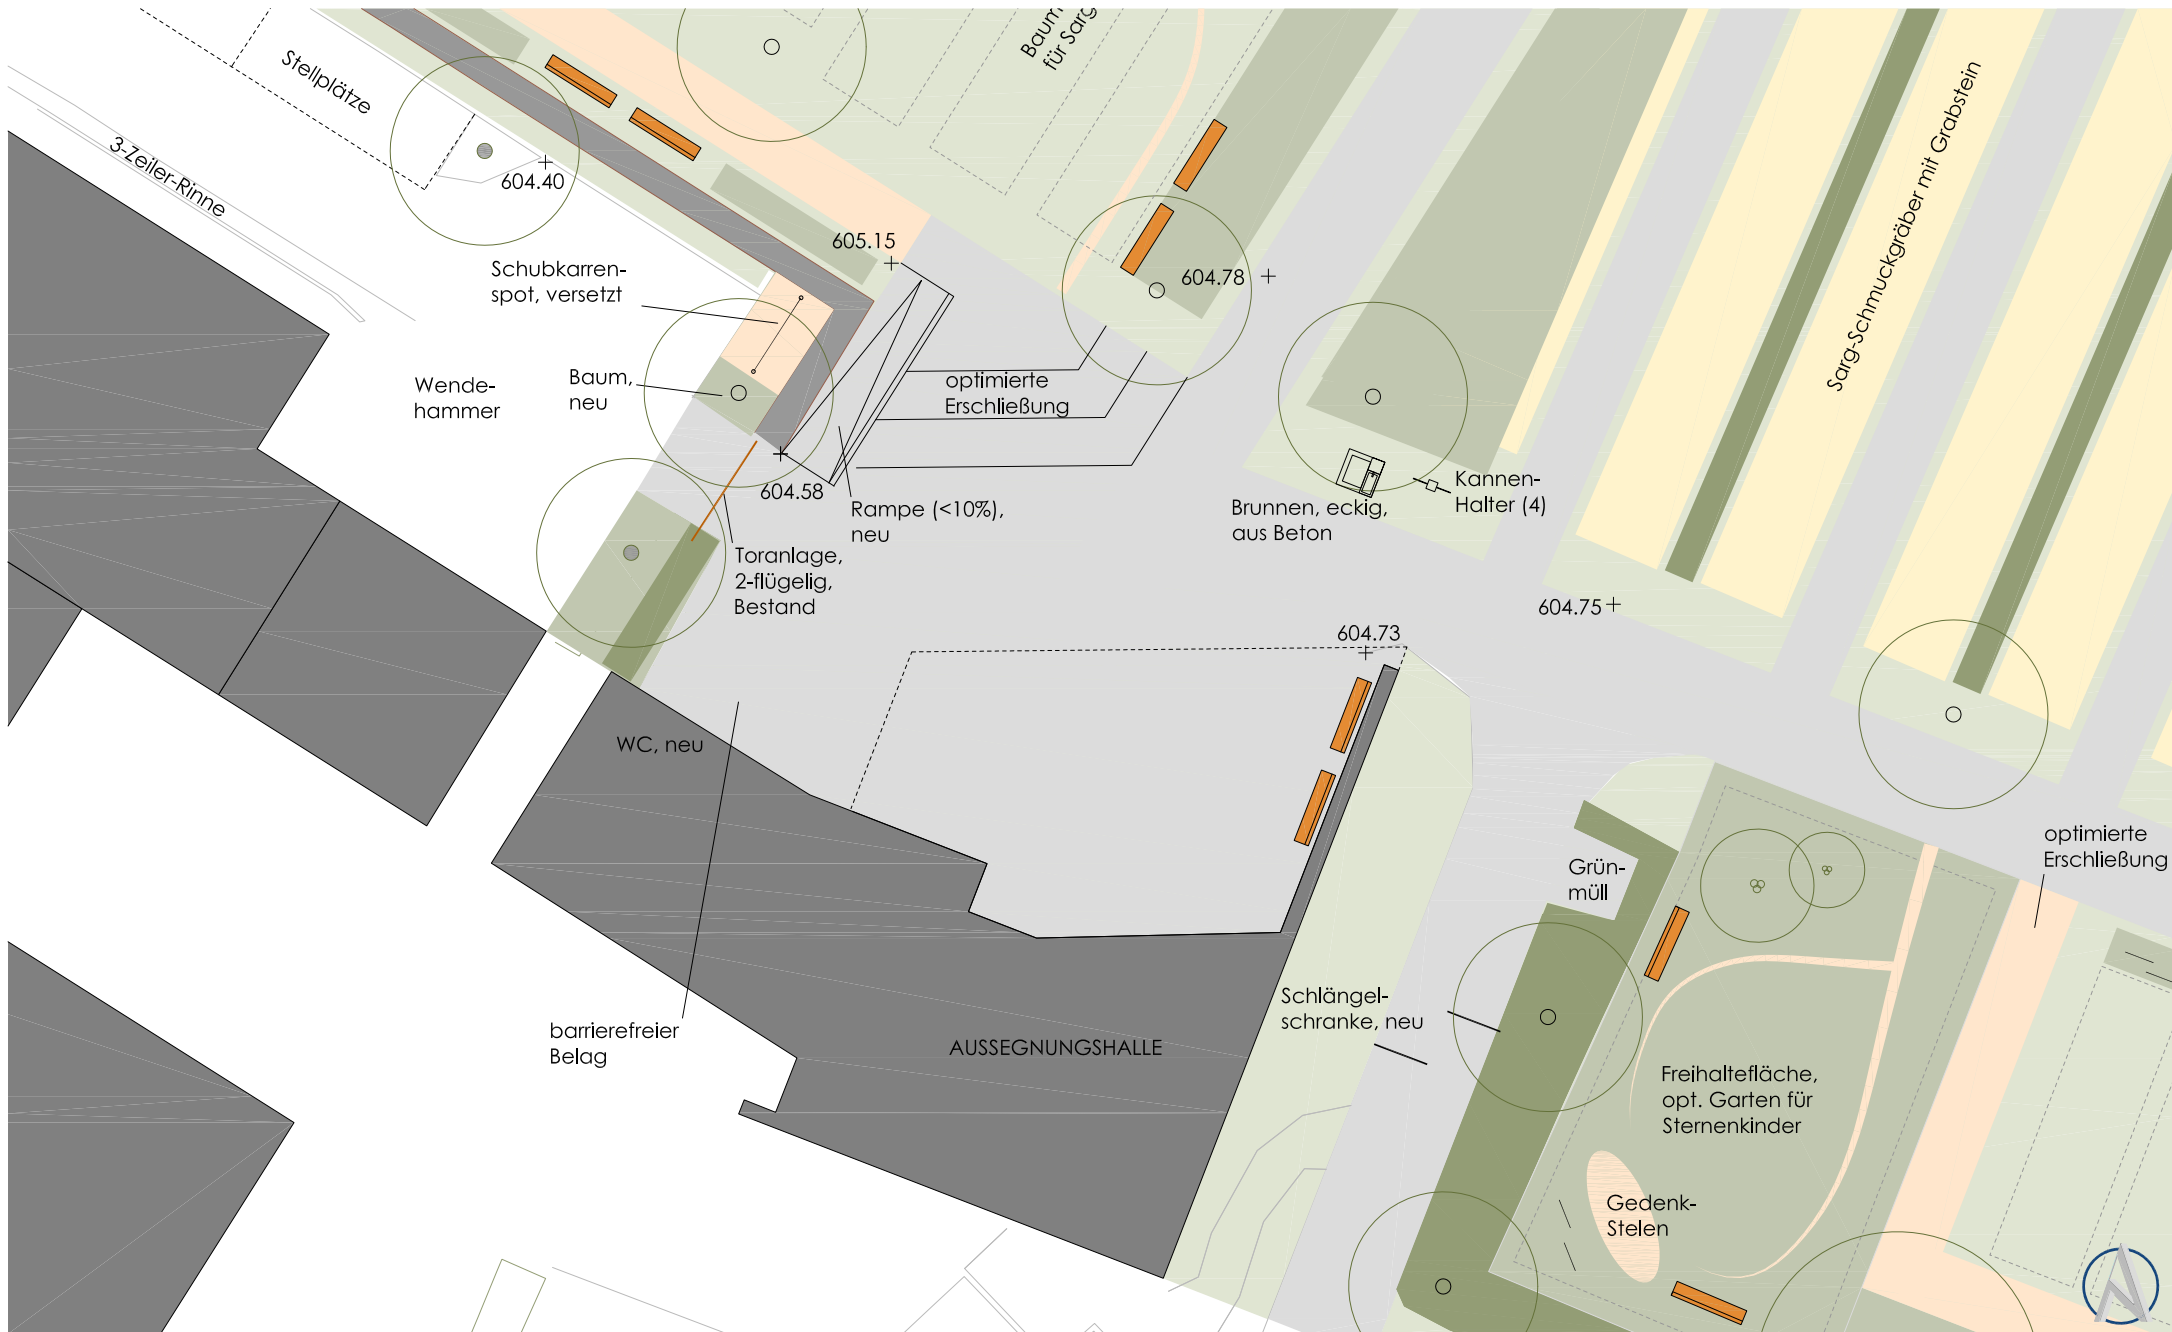 Baum
für Sarg
Stellplätze
3-Zeiler-Rinne
604.40
Sarg-Schmuckgräber mit Grabstein
605.15
Schubkarren-
spot, versetzt
604.78
Wende-
hammer
Baum,
neu
optimierte
Erschließung
604.58
Rampe (<10%),
neu
Brunnen, eckig,
aus Beton
Kannen-
Halter (4)
Toranlage,
2-flügelig,
Bestand
604.75
604.73
WC, neu
optimierte
Erschließung
Grün-
müll
Schlängel-
schranke, neu
barrierefreier
Belag
AUSSEGNUNGSHALLE
Freihaltefläche,
opt. Garten für
Sternenkinder
Gedenk-
Stelen